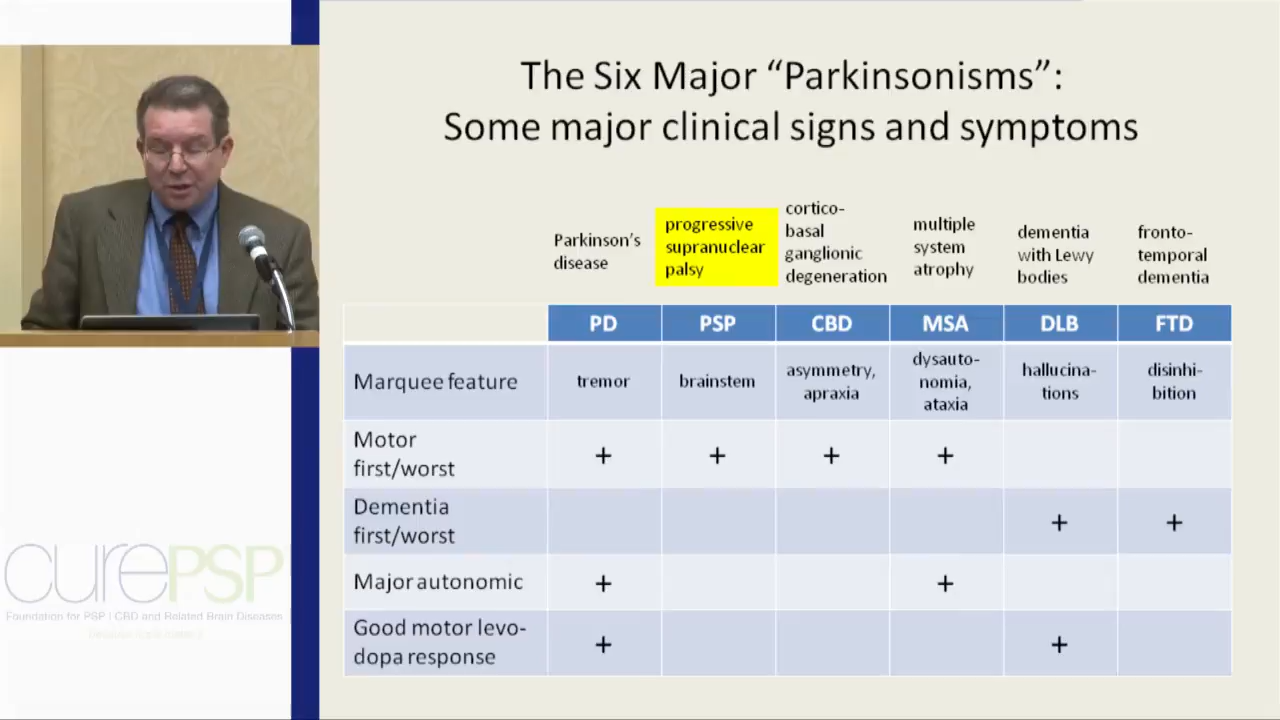 The Six Major “Parkinsonisms”:
Some major clinical signs and symptoms
Parkinson’s
disease
progressive
supranuclear
palsy
cortico-
basal
ganglionic
degeneration
multiple
system
atrophy
dementia
with Lewy
bodies
fronto-
temporal
dementia
PD PSP CBD MSA DLB FTD
Marquee feature
tremor
brainstem
asymmetry,
apraxia
dysauto-
nomia,
ataxia
hallucina-
tions
disinhi-
bition
Motor
first/worst
+ + + +
Dementia
first/worst
+ +
Major autonomic
+ +
Good motor levo-
dopa response
+ +
curePSP
Foundation for PSP | CBD and Related Brain Diseases